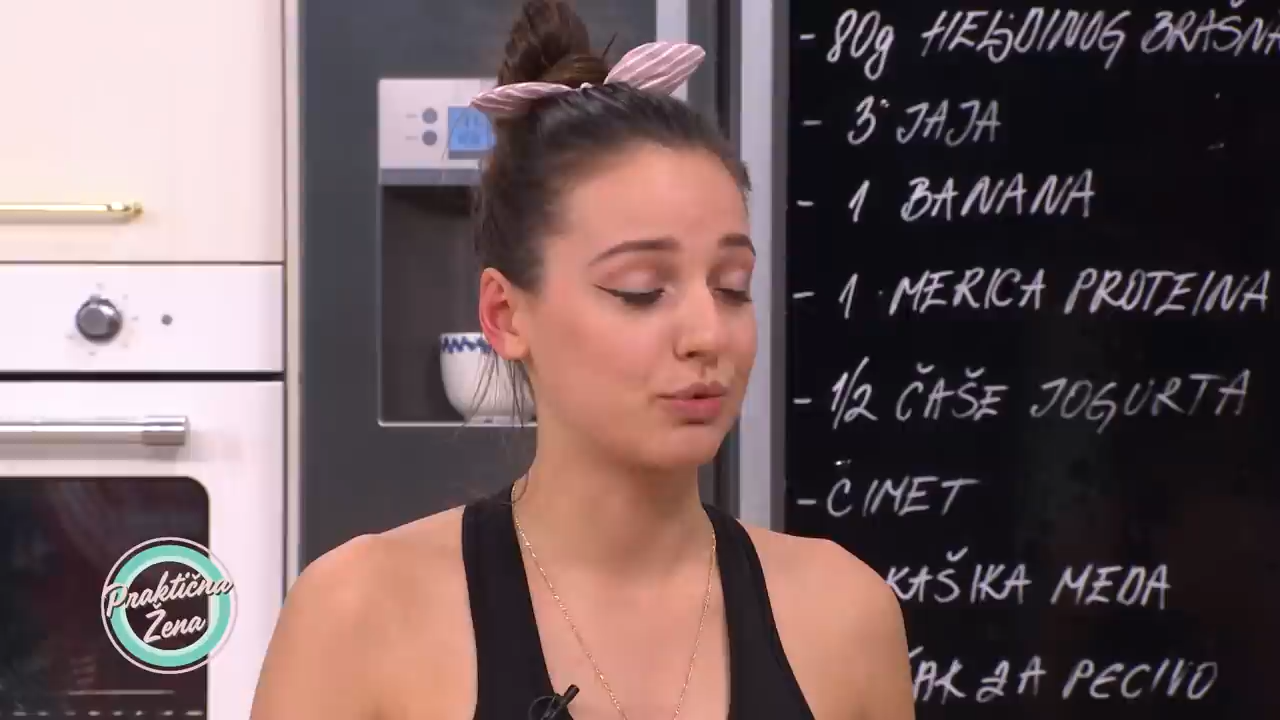 - 80g HELJDINOG BRAŠNA
- 3 JAJA
- 1 BANANA
- 1 MERICA PROTEINA
- 1/2 ČAŠE JOGURTA
- CIMET
KAŠIKA MEDA
ZA PECIVO
Praktična
Žena